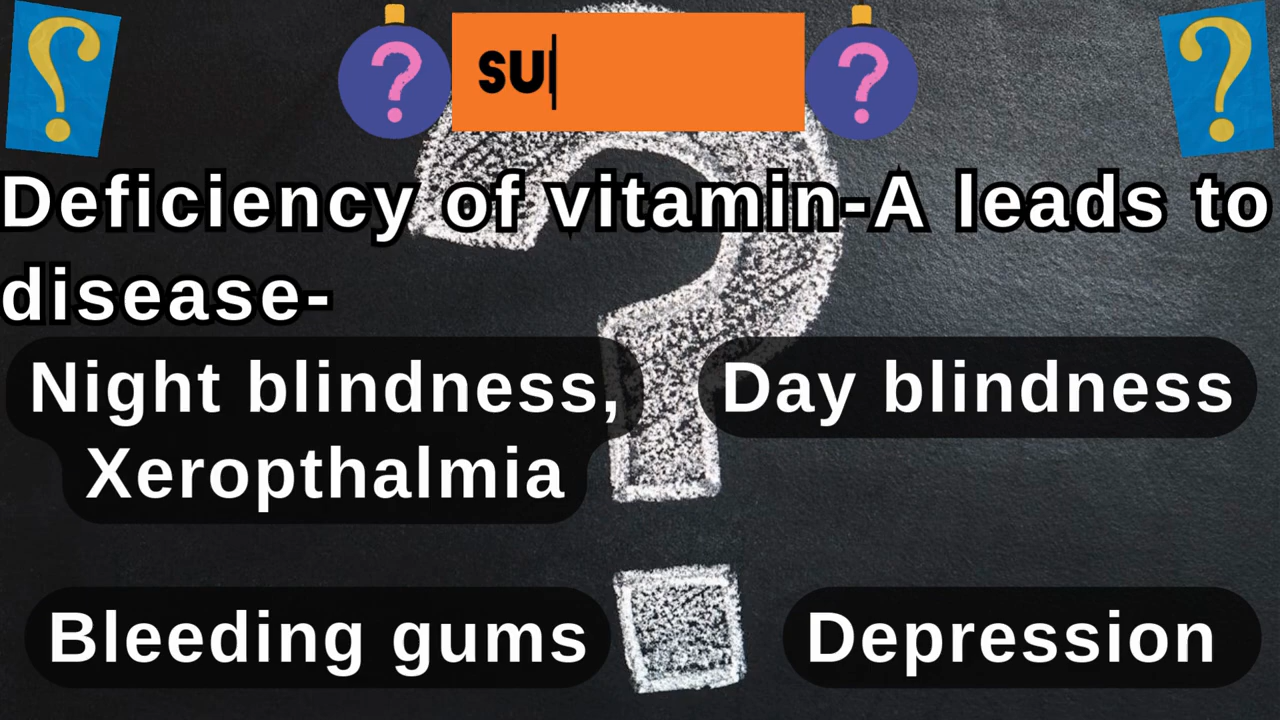 SU
Deficiency of vitamin-A leads to
disease-
Night blindness,
Xeropthalmia
Day blindness
Bleeding gums
Depression